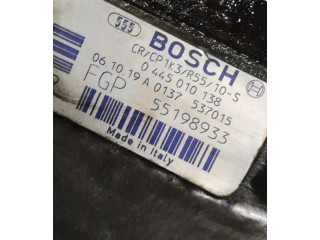 555
BOSCH
CR/CP1K3/R55/10-S
0 445 010 138
06.10.19 A 0137 537015
FGP
55198933
Made in Italy